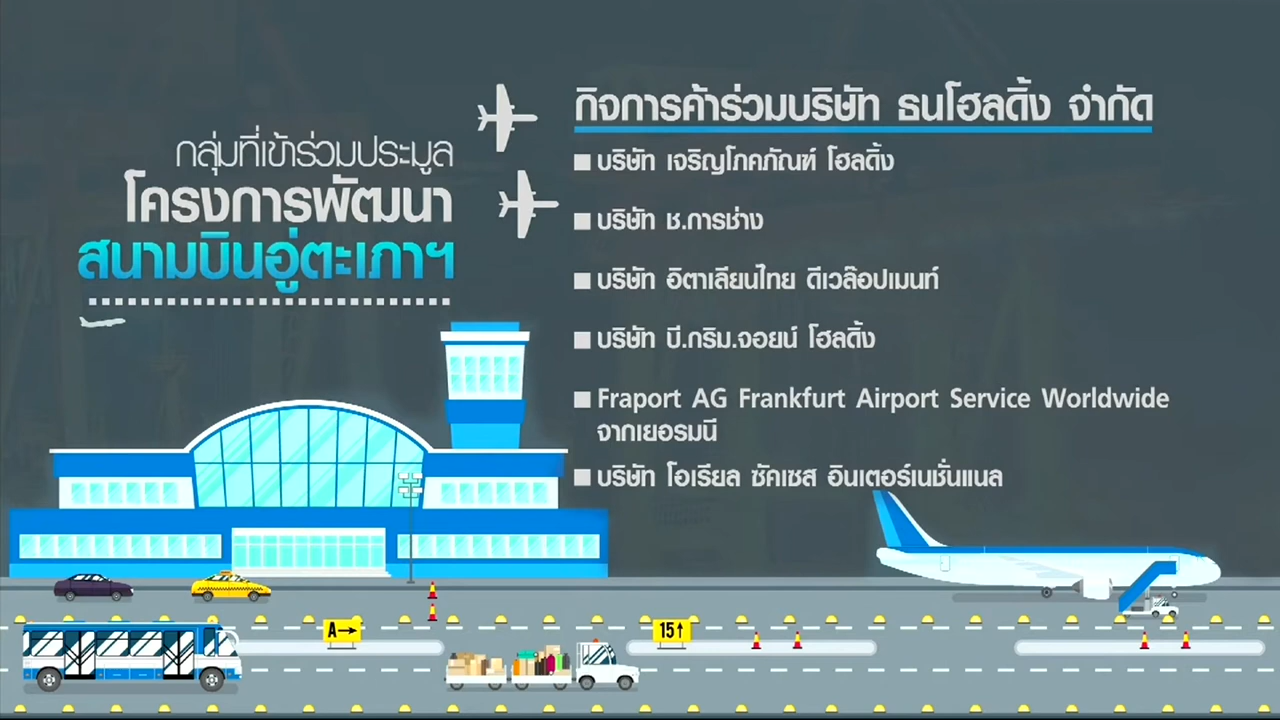 กลุ่มที่เข้าร่วมประมูล
โครงการพัฒนา
สนามบินอู่ตะเภาฯ
กิจการค้าร่วมบริษัท ธนโฮลดิ้ง จำกัด
บริษัท เจริญโภคภัณฑ์ โฮลดิ้ง
บริษัท ช.การช่าง
บริษัท อิตาเลียนไทย ดีเวล๊อปเมนท์
บริษัท บี.กริม.จอยน์ โฮลดิ้ง
Fraport AG Frankfurt Airport Service Worldwide
จากเยอรมนี
บริษัท โอเรียล ซัคเซส อินเตอร์เนชั่นแนล
A→
15↑